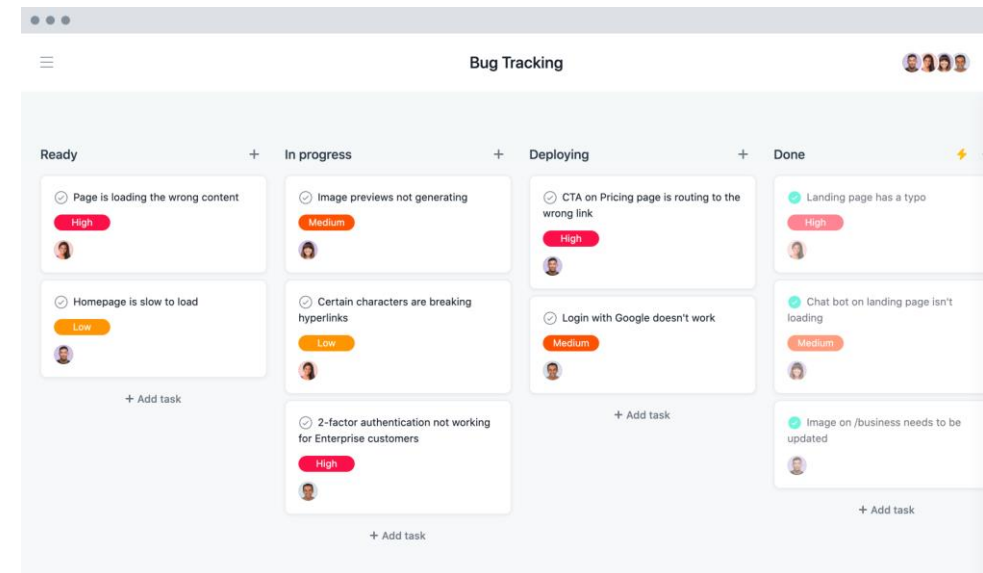 Bug Tracking
Ready
Page is loading the wrong content
High
Homepage is slow to load
Low
+ Add task
In progress
Image previews not generating
Medium
Certain characters are breaking
hyperlinks
Low
2-factor authentication not working
for Enterprise customers
High
+ Add task
Deploying
CTA on Pricing page is routing to the
wrong link
High
Login with Google doesn't work
Medium
+ Add task
Done
Landing page has a typo
High
Chat bot on landing page isn't
loading
Medium
Image on /business needs to be
updated
+ Add task